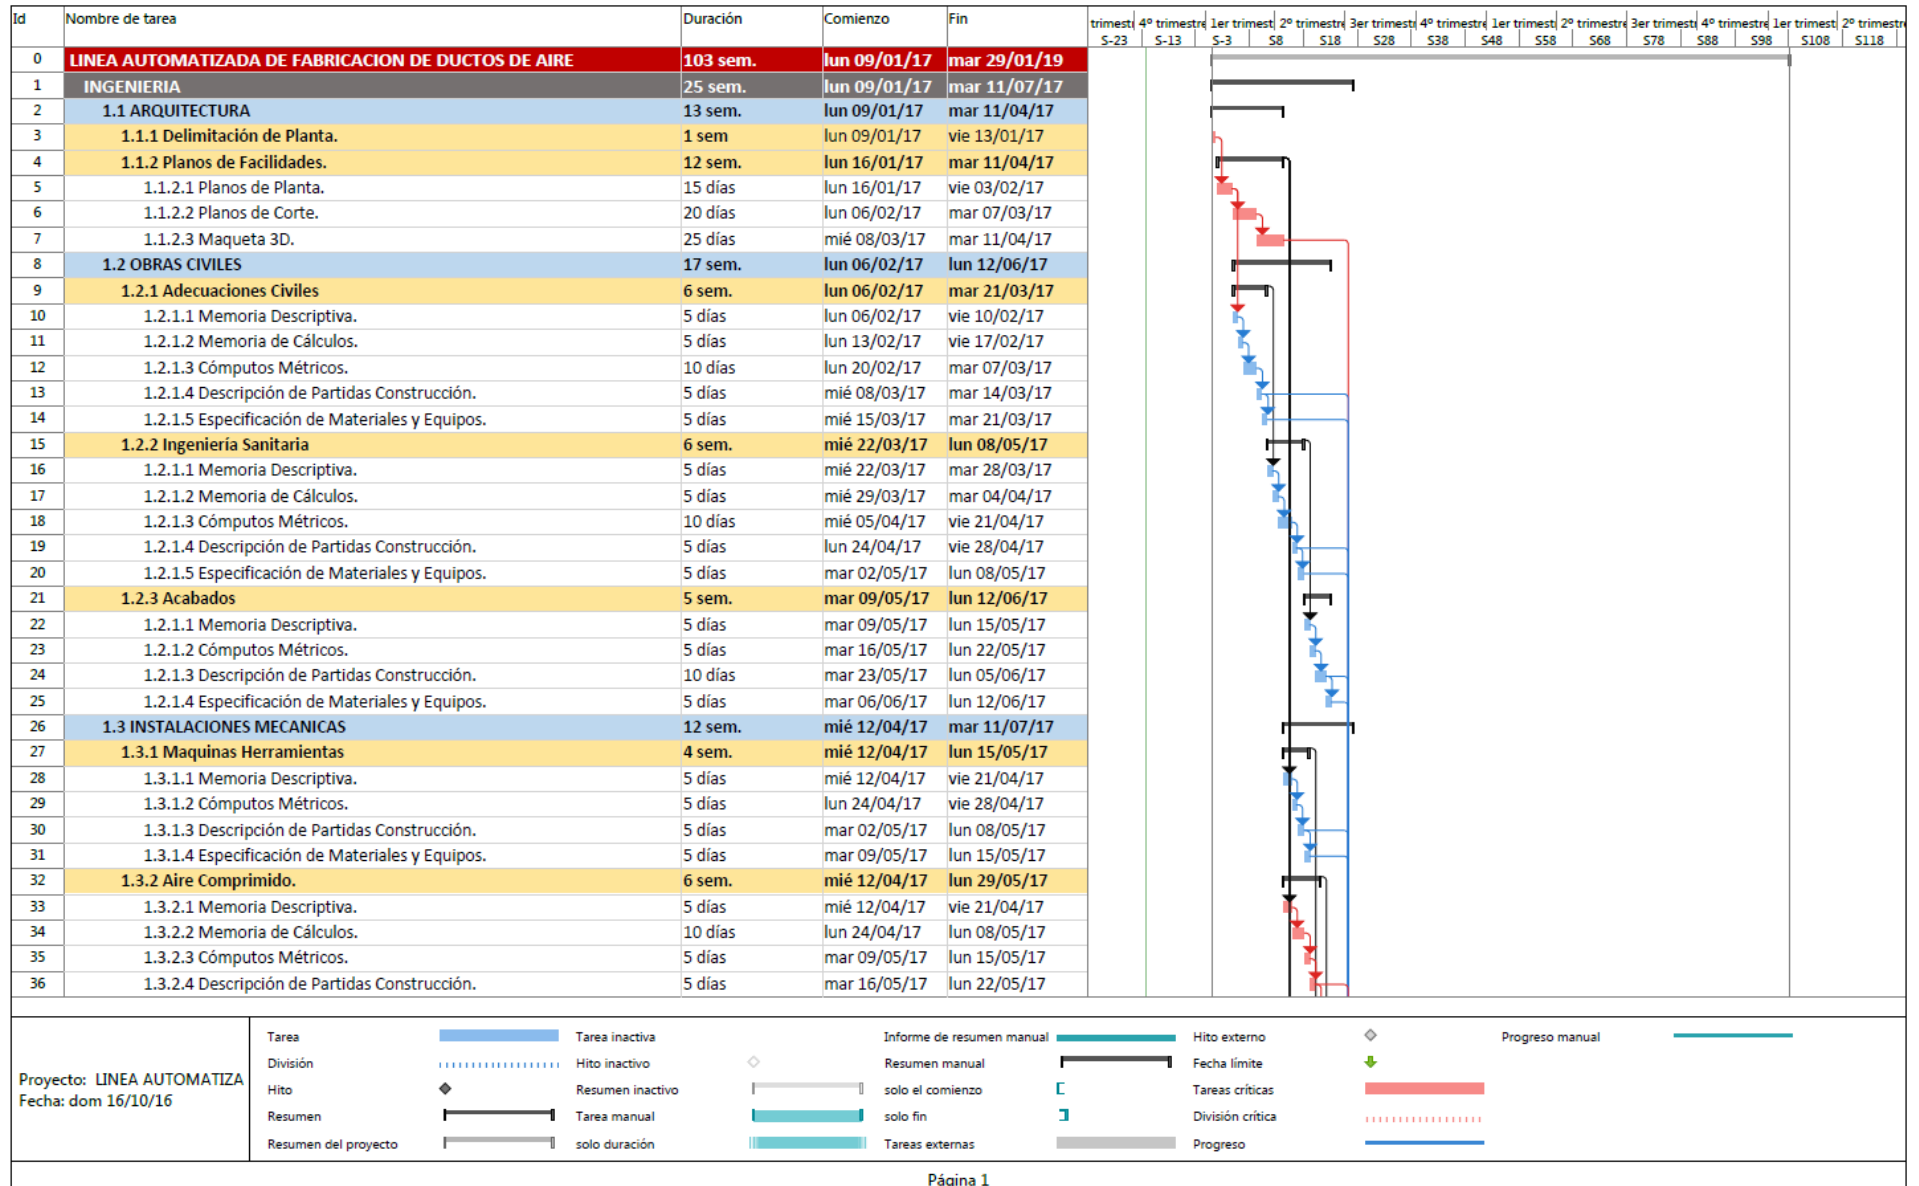 Id Nombre de tarea Duración Comienzo Fin
trimestr 4º trimestre 1er trimest 2º trimestre 3er trimestr 4º trimestre 1er trimest 2º trimestre 3er trimestr 4º trimestre 1er trimest 2º trimestre
S-23 S-13 S-3 S8 S18 S28 S38 S48 S58 S68 S78 S88 S98 S108 S118
0 LINEA AUTOMATIZADA DE FABRICACION DE DUCTOS DE AIRE 103 sem. lun 09/01/17 mar 29/01/19
1 INGENIERIA 25 sem. lun 09/01/17 mar 11/07/17
2 1.1 ARQUITECTURA 13 sem. lun 09/01/17 mar 11/04/17
3 1.1.1 Delimitación de Planta. 1 sem lun 09/01/17 vie 13/01/17
4 1.1.2 Planos de Facilidades. 12 sem. lun 16/01/17 mar 11/04/17
5 1.1.2.1 Planos de Planta. 15 días lun 16/01/17 vie 03/02/17
6 1.1.2.2 Planos de Corte. 20 días lun 06/02/17 mar 07/03/17
7 1.1.2.3 Maqueta 3D. 25 días mié 08/03/17 mar 11/04/17
8 1.2 OBRAS CIVILES 17 sem. lun 06/02/17 lun 12/06/17
9 1.2.1 Adecuaciones Civiles 6 sem. lun 06/02/17 mar 21/03/17
10 1.2.1.1 Memoria Descriptiva. 5 días lun 06/02/17 vie 10/02/17
11 1.2.1.2 Memoria de Cálculos. 5 días lun 13/02/17 vie 17/02/17
12 1.2.1.3 Cómputos Métricos. 10 días lun 20/02/17 mar 07/03/17
13 1.2.1.4 Descripción de Partidas Construcción. 5 días mié 08/03/17 mar 14/03/17
14 1.2.1.5 Especificación de Materiales y Equipos. 5 días mié 15/03/17 mar 21/03/17
15 1.2.2 Ingeniería Sanitaria 6 sem. mié 22/03/17 lun 08/05/17
16 1.2.1.1 Memoria Descriptiva. 5 días mié 22/03/17 mar 28/03/17
17 1.2.1.2 Memoria de Cálculos. 5 días mié 29/03/17 mar 04/04/17
18 1.2.1.3 Cómputos Métricos. 10 días mié 05/04/17 vie 21/04/17
19 1.2.1.4 Descripción de Partidas Construcción. 5 días lun 24/04/17 vie 28/04/17
20 1.2.1.5 Especificación de Materiales y Equipos. 5 días mar 02/05/17 lun 08/05/17
21 1.2.3 Acabados 5 sem. mar 09/05/17 lun 12/06/17
22 1.2.1.1 Memoria Descriptiva. 5 días mar 09/05/17 lun 15/05/17
23 1.2.1.2 Cómputos Métricos. 5 días mar 16/05/17 lun 22/05/17
24 1.2.1.3 Descripción de Partidas Construcción. 10 días mar 23/05/17 lun 05/06/17
25 1.2.1.4 Especificación de Materiales y Equipos. 5 días mar 06/06/17 lun 12/06/17
26 1.3 INSTALACIONES MECANICAS 12 sem. mié 12/04/17 mar 11/07/17
27 1.3.1 Maquinas Herramientas 4 sem. mié 12/04/17 lun 15/05/17
28 1.3.1.1 Memoria Descriptiva. 5 días mié 12/04/17 vie 21/04/17
29 1.3.1.2 Cómputos Métricos. 5 días lun 24/04/17 vie 28/04/17
30 1.3.1.3 Descripción de Partidas Construcción. 5 días mar 02/05/17 lun 08/05/17
31 1.3.1.4 Especificación de Materiales y Equipos. 5 días mar 09/05/17 lun 15/05/17
32 1.3.2 Aire Comprimido. 6 sem. mié 12/04/17 lun 29/05/17
33 1.3.2.1 Memoria Descriptiva. 5 días mié 12/04/17 vie 21/04/17
34 1.3.2.2 Memoria de Cálculos. 10 días lun 24/04/17 lun 08/05/17
35 1.3.2.3 Cómputos Métricos. 5 días mar 09/05/17 lun 15/05/17
36 1.3.2.4 Descripción de Partidas Construcción. 5 días mar 16/05/17 lun 22/05/17
Proyecto: LINEA AUTOMATIZA
Fecha: dom 16/10/16
Tarea Tarea inactiva Informe de resumen manual Hito externo Progreso manual
División Hito inactivo Resumen manual Fecha límite
Hito Resumen inactivo solo el comienzo Tareas críticas
Resumen Tarea manual solo fin División crítica
Resumen del proyecto solo duración Tareas externas Progreso
Página 1